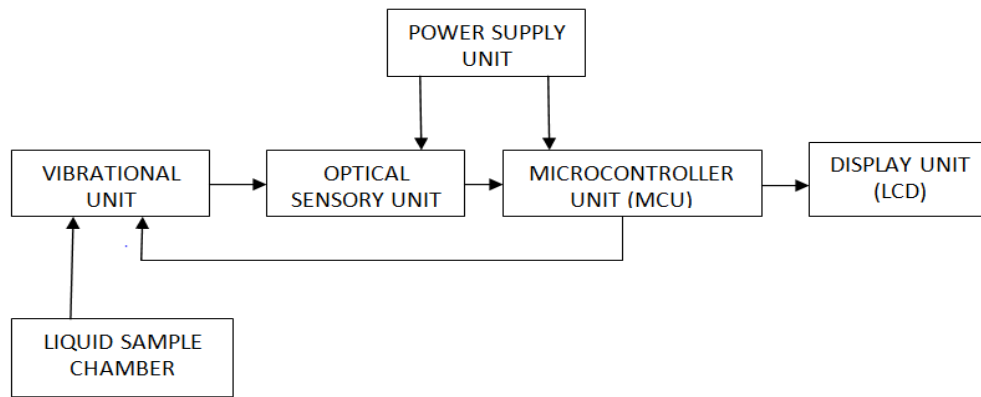 POWER SUPPLY
UNIT
VIBRATIONAL
UNIT
OPTICAL
SENSORY UNIT
MICROCONTROLLER
UNIT (MCU)
DISPLAY UNIT
(LCD)
LIQUID SAMPLE
CHAMBER